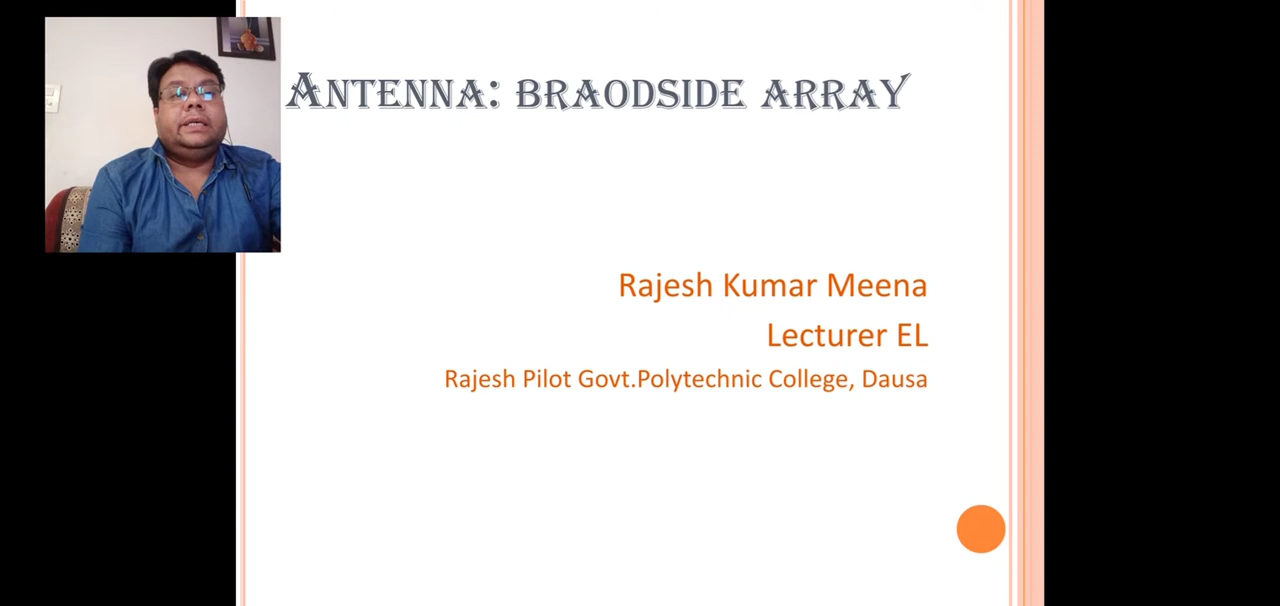 ANTENNA: BRAODSIDE ARRAY
Rajesh Kumar Meena
Lecturer EL
Rajesh Pilot Govt.Polytechnic College, Dausa